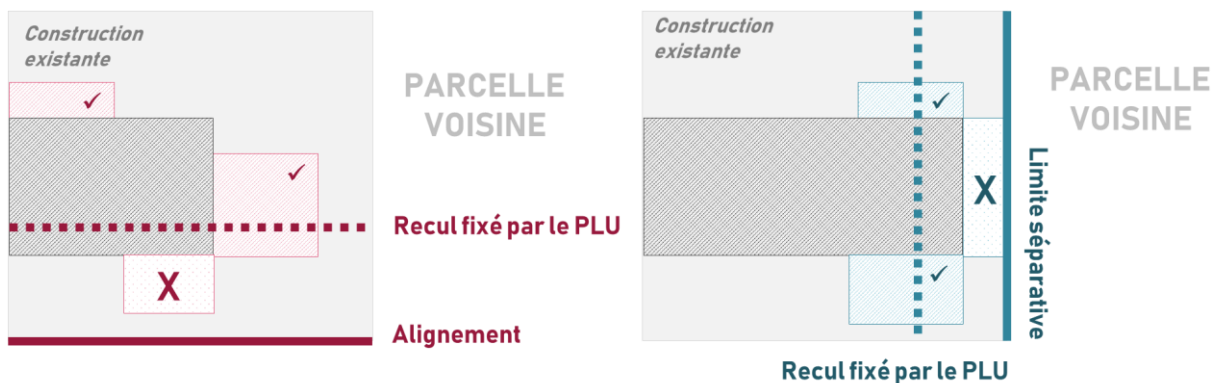 Construction
existante
✓
PARCELLE
VOISINE
✓
Recul fixé par le PLU
X
Alignement
Construction
existante
✓
PARCELLE
VOISINE
X
Limite séparative
✓
Recul fixé par le PLU